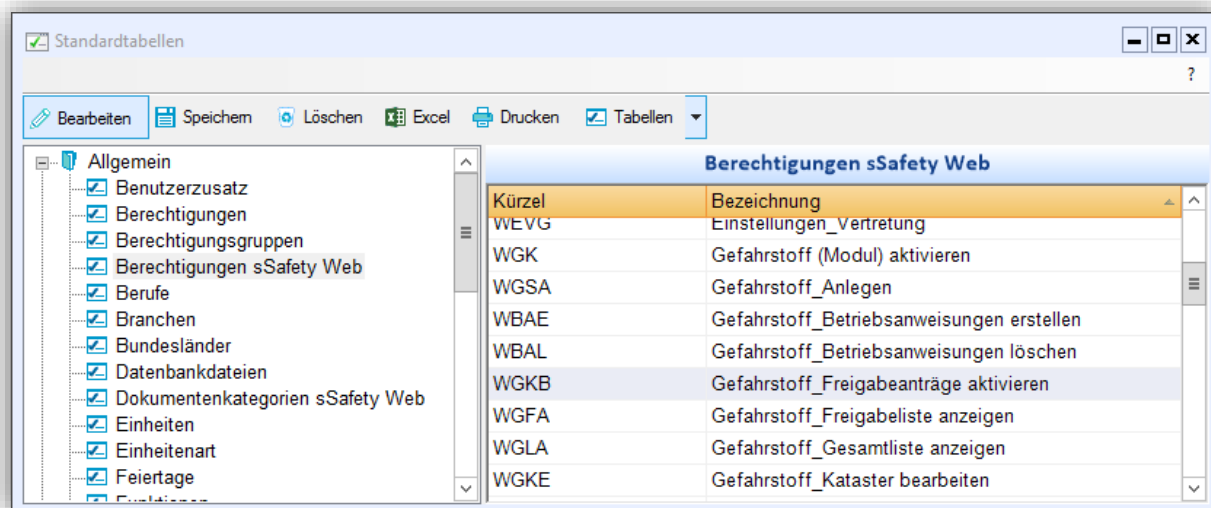 Standardtabellen
?
Bearbeiten Speichern Löschen Excel Drucken Tabellen
Allgemein
Benutzerzusatz
Berechtigungen
Berechtigungsgruppen
Berechtigungen sSafety Web
Berufe
Branchen
Bundesländer
Datenbankdateien
Dokumentenkategorien sSafety Web
Einheiten
Einheitenart
Feiertage
Funktionen
Berechtigungen sSafety Web
Kürzel Bezeichnung
WEVG Einstellungen_Vertretung
WGK Gefahrstoff (Modul) aktivieren
WGSA Gefahrstoff_Anlegen
WBAE Gefahrstoff_Betriebsanweisungen erstellen
WBAL Gefahrstoff_Betriebsanweisungen löschen
WGKB Gefahrstoff_Freigabeanträge aktivieren
WGFA Gefahrstoff_Freigabeliste anzeigen
WGLA Gefahrstoff_Gesamtliste anzeigen
WGKE Gefahrstoff_Kataster bearbeiten